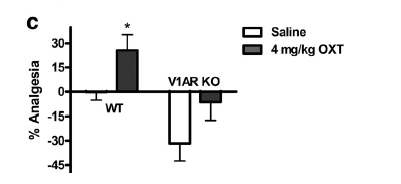 c
Saline
4 mg/kg OXT
*
% Analgesia
30
15
0
-15
-30
-45
V1AR KO
WT